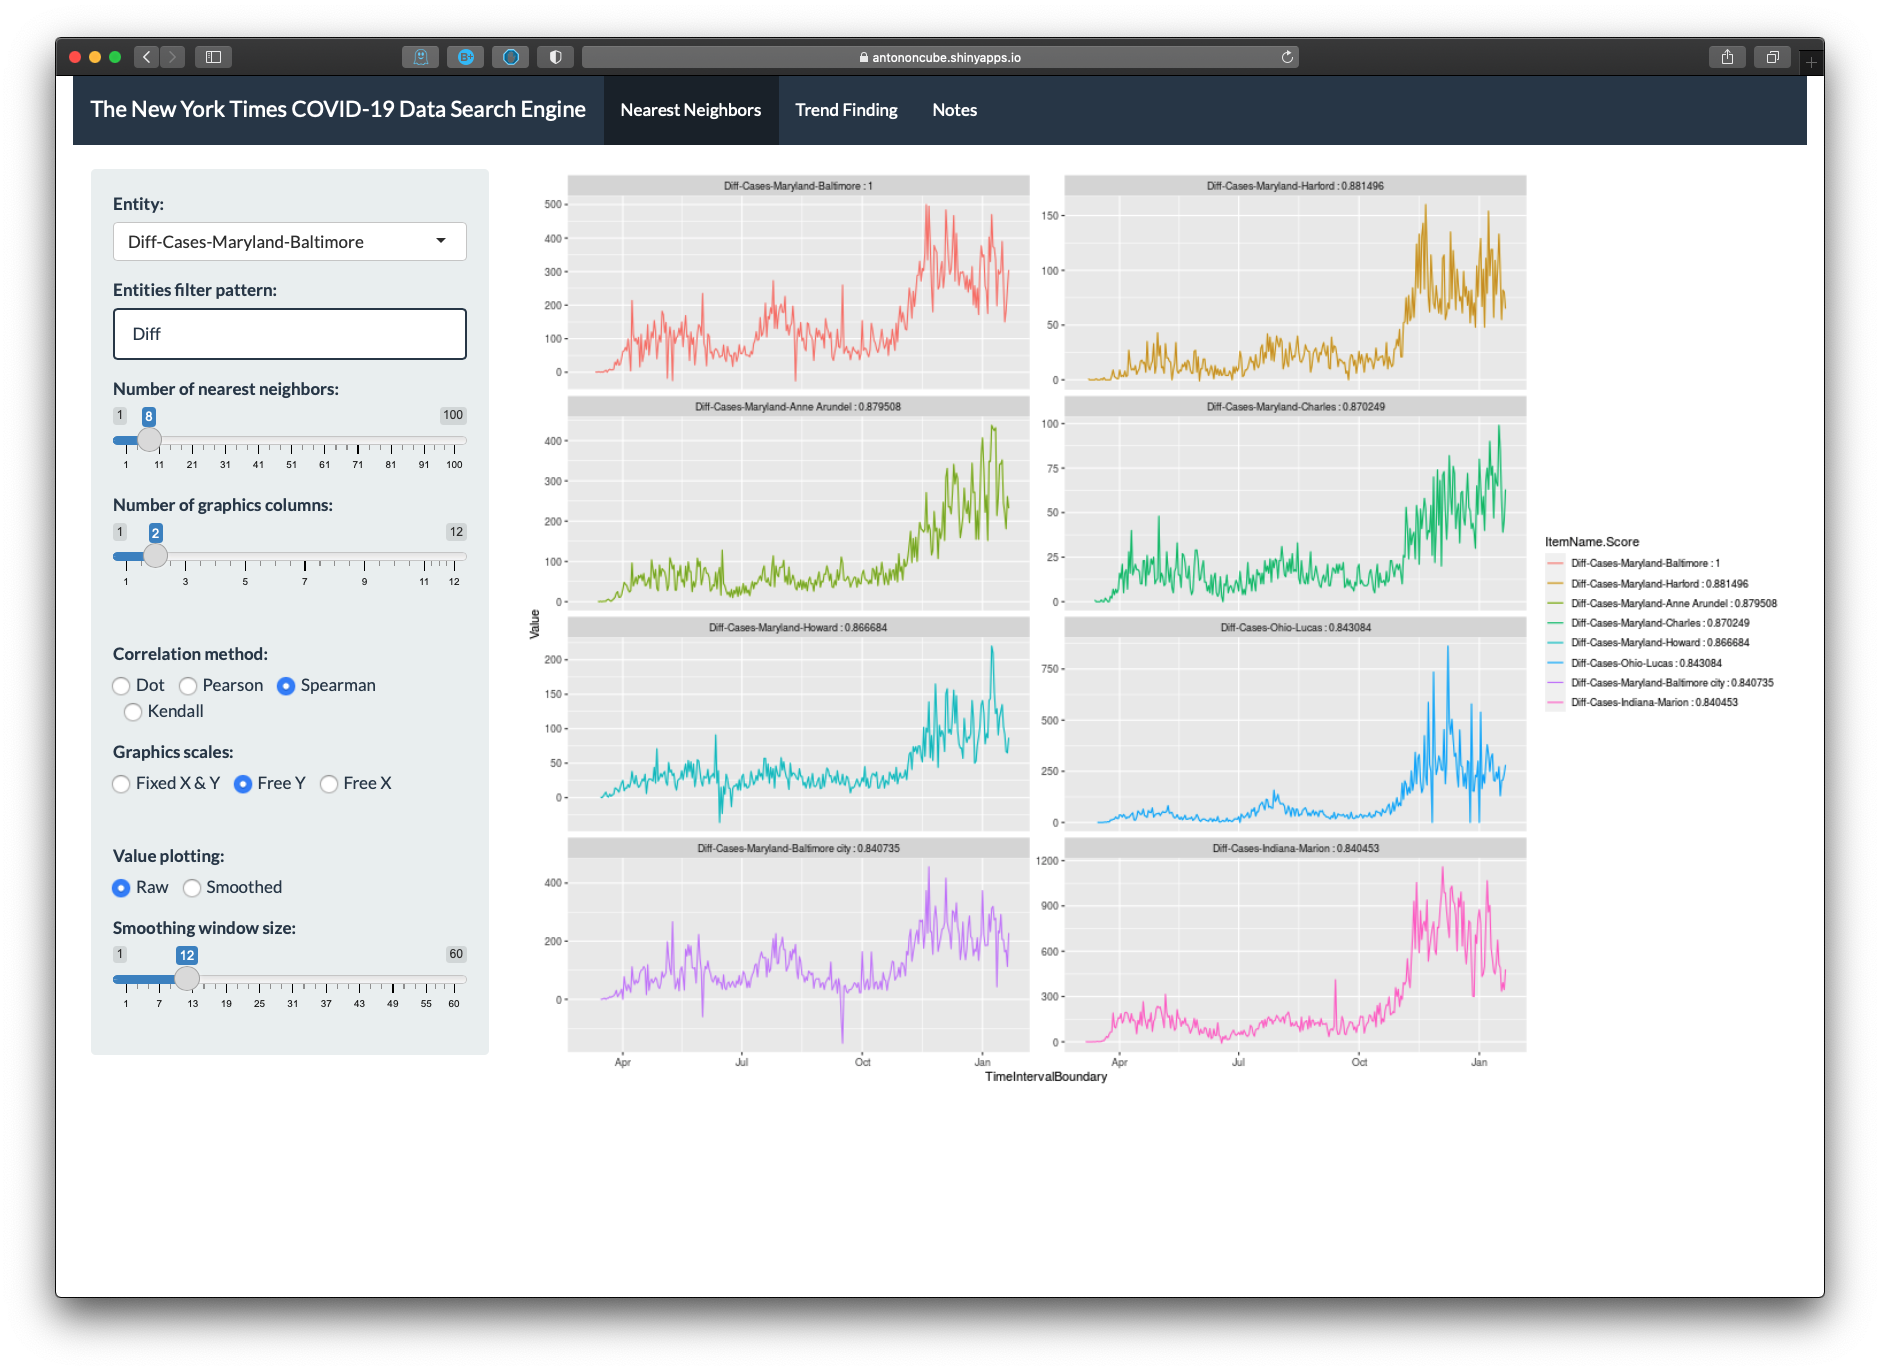 antononcube.shinyapps.io
The New York Times COVID-19 Data Search Engine Nearest Neighbors Trend Finding Notes
Entity:
Diff-Cases-Maryland-Baltimore
Entities filter pattern:
Diff
Number of nearest neighbors:
1 8 100
1 11 21 31 41 51 61 71 81 91 100
Number of graphics columns:
1 2 12
1 3 5 7 9 11 12
Correlation method:
Dot Pearson Spearman
Kendall
Graphics scales:
Fixed X & Y Free Y Free X
Value plotting:
Raw Smoothed
Smoothing window size:
1 12 60
1 7 13 19 25 31 37 43 49 55 60
Value
Diff-Cases-Maryland-Baltimore : 1
500
400
300
200
100
0
Diff-Cases-Maryland-Harford : 0.881496
150
100
50
0
Diff-Cases-Maryland-Anne Arundel : 0.879508
400
300
200
100
0
Diff-Cases-Maryland-Charles : 0.870249
100
75
50
25
0
Diff-Cases-Maryland-Howard : 0.866684
200
150
100
50
0
Diff-Cases-Ohio-Lucas : 0.843084
750
500
250
0
Diff-Cases-Maryland-Baltimore city : 0.840735
400
200
0
Apr Jul Oct Jan
Diff-Cases-Indiana-Marion : 0.840453
1200
900
600
300
0
Apr Jul Oct Jan
TimeIntervalBoundary
ItemName.Score
Diff-Cases-Maryland-Baltimore : 1
Diff-Cases-Maryland-Harford : 0.881496
Diff-Cases-Maryland-Anne Arundel : 0.879508
Diff-Cases-Maryland-Charles : 0.870249
Diff-Cases-Maryland-Howard : 0.866684
Diff-Cases-Ohio-Lucas : 0.843084
Diff-Cases-Maryland-Baltimore city : 0.840735
Diff-Cases-Indiana-Marion : 0.840453